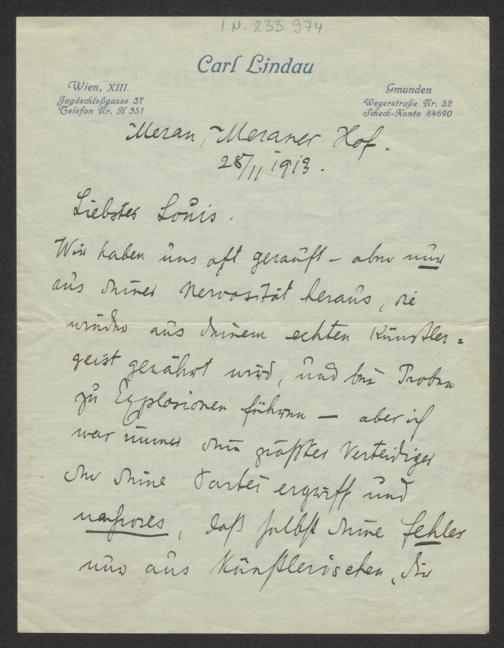 I.N. 233.974
Carl Lindau
Wien, XIII.
Jagdschloßgasse 37
Telefon Nr. H 351
Gmunden
Weyerstraße Nr. 52
Scheck-Konto 84690
Meran, Meraner Hof.
28/II 1913.
Liebster Louis.
Wir haben uns oft gerauft – aber nur
aus deiner Nervosität heraus, die
wieder aus deinem echten Künstler=
geist genährt wird, und bei Proben
zu Explosionen führen – aber ich
war immer dein größter Verteidiger
der deine Partei ergriff und
, daß selbst deine Fehler
nur aus Künstlerischen, dir